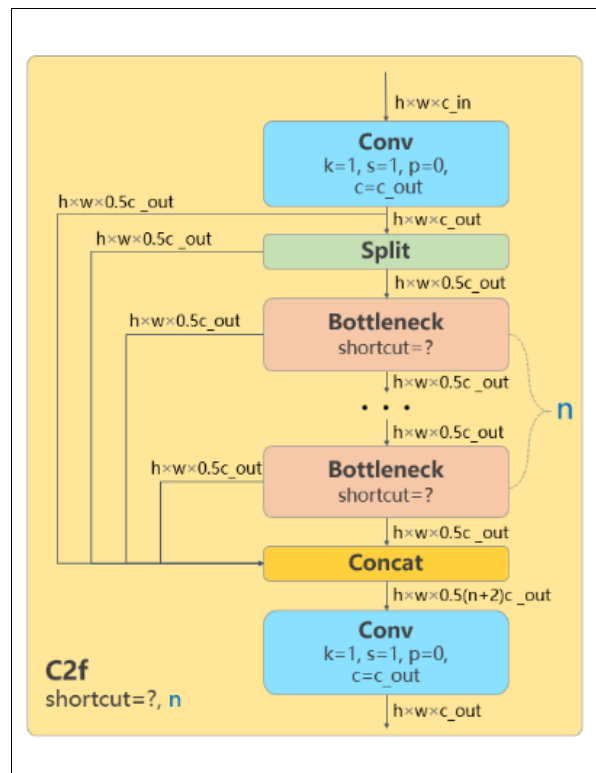 h×w×c_in
Conv
k=1, s=1, p=0,
c=c_out
h×w×0.5c _out
h×w×c_out
h×w×0.5c _out
Split
h×w×0.5c_out
h×w×0.5c_out
Bottleneck
shortcut=?
h×w×0.5c _out
• • •
n
h×w×0.5c_out
h×w×0.5c_out
Bottleneck
shortcut=?
h×w×0.5c _out
Concat
h×w×0.5(n+2)c _out
Conv
k=1, s=1, p=0,
c=c_out
C2f
shortcut=?, n
h×w×c_out